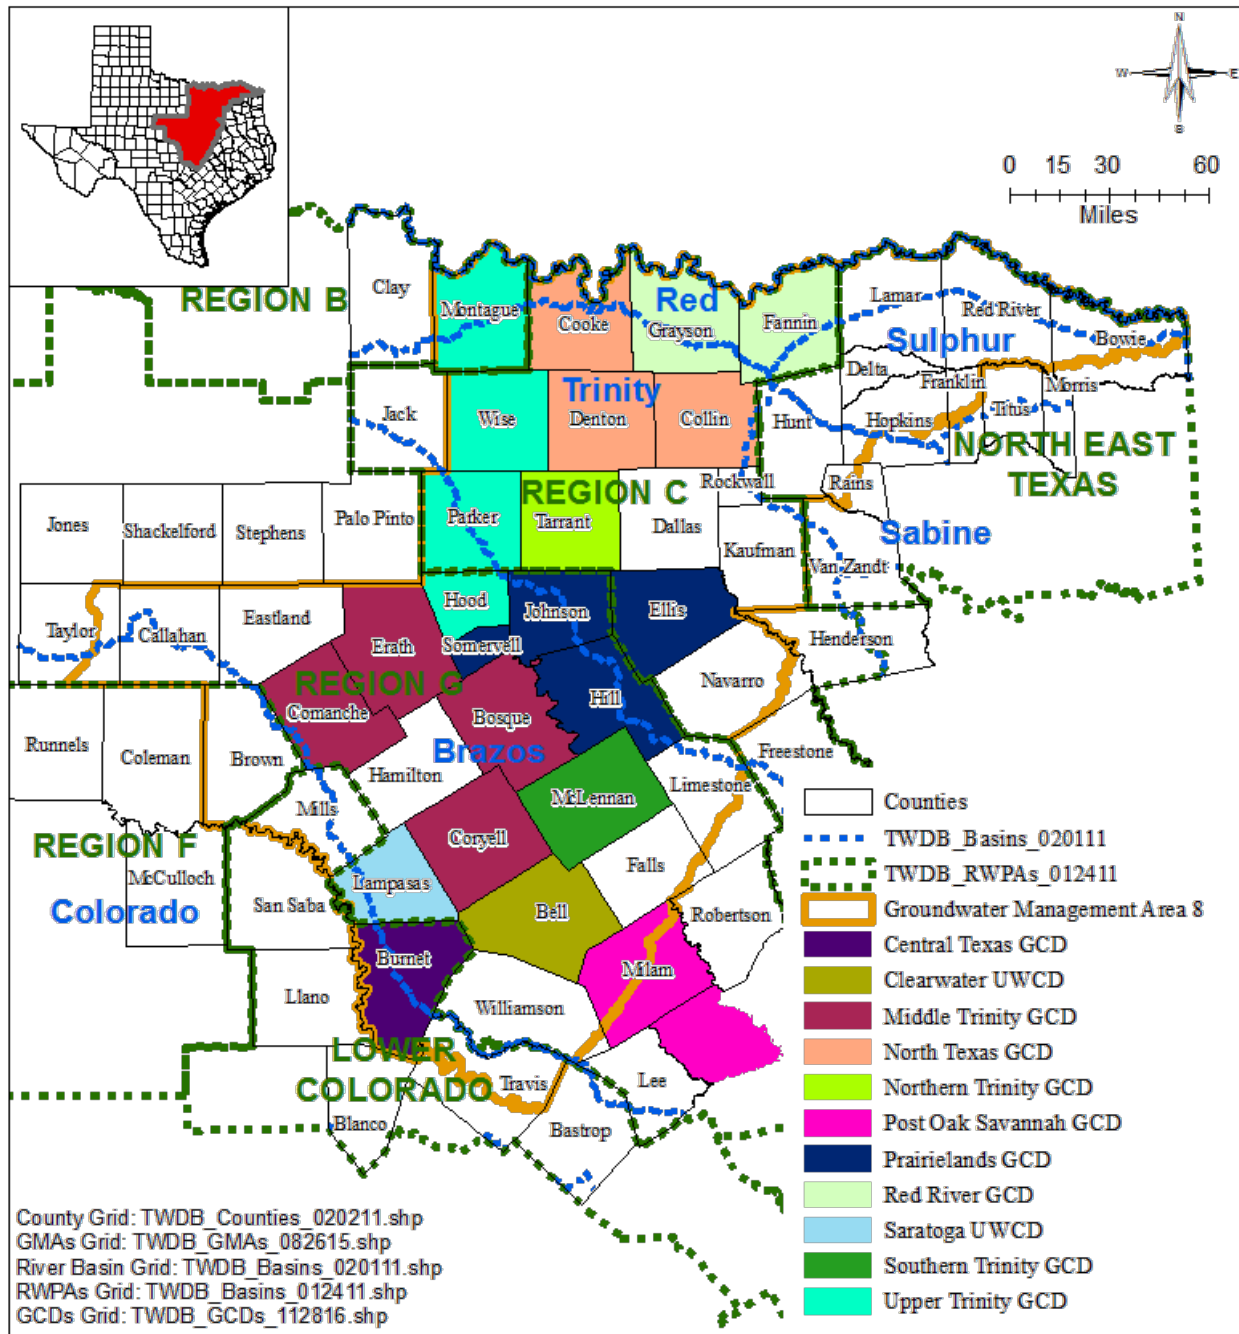 N
W E
S
0 15 30 60
Miles
REGION B
Clay
Montague
Cooke
Red
Grayson
Fannin
Lamar
Red River
Sulphur
Bowie
Delta
Franklin
Morris
Jack
Wise
Trinity
Denton
Collin
Hunt
Hopkins
Titus
NORTH EAST
TEXAS
Rockwall
Rains
REGION C
Jones
Shackelford
Stephens
Palo Pinto
Parker
Tarrant
Dallas
Kaufman
Sabine
Van Zandt
Taylor
Callahan
Eastland
Hood
Johnson
Ellis
Erath
Somervell
Henderson
REGION G
Navarro
Comanche
Bosque
Hill
Runnels
Coleman
Brown
Brazos
Freestone
Hamilton
Limestone
Mills
McLennan
Coryell
REGION F
McCulloch
Falls
Lampasas
Colorado
San Saba
Bell
Robertson
Burnet
Milam
Llano
Williamson
LOWER
COLORADO
Travis
Lee
Blanco
Bastrop
Counties
TWDB_Basins_020111
TWDB_RWPAs_012411
Groundwater Management Area 8
Central Texas GCD
Clearwater UWCD
Middle Trinity GCD
North Texas GCD
Northern Trinity GCD
Post Oak Savannah GCD
Prairielands GCD
Red River GCD
Saratoga UWCD
Southern Trinity GCD
Upper Trinity GCD
County Grid: TWDB_Counties_020211.shp
GMAs Grid: TWDB_GMAs_082615.shp
River Basin Grid: TWDB_Basins_020111.shp
RWPAs Grid: TWDB_Basins_012411.shp
GCDs Grid: TWDB_GCDs_112816.shp